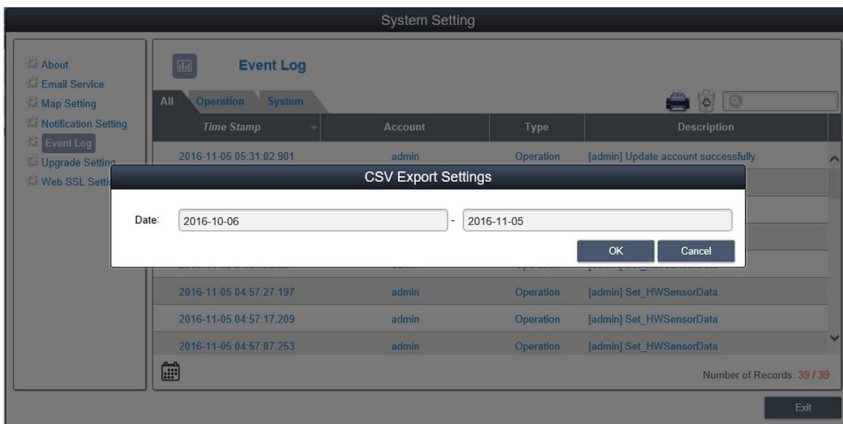 System Setting
About
Email Service
Map Setting
Notification Setting
Event Log
Upgrade Setting
Web SSL
Event Log
All Operation System
CSV
Time Stamp Account Type Description
2016-11-05 05:31:02.901 admin Operation [admin] Update account successfully.
CSV Export Settings
Date: 2016-10-06 - 2016-11-05
OK Cancel
2016-11-05 04:57:27.197 admin Operation [admin] Set_HWSensorData
2016-11-05 04:57:17.209 admin Operation [admin] Set_HWSensorData
2016-11-05 04:57:07.253 admin Operation [admin] Set_HWSensorData
Number of Records: 39 / 39
Exit